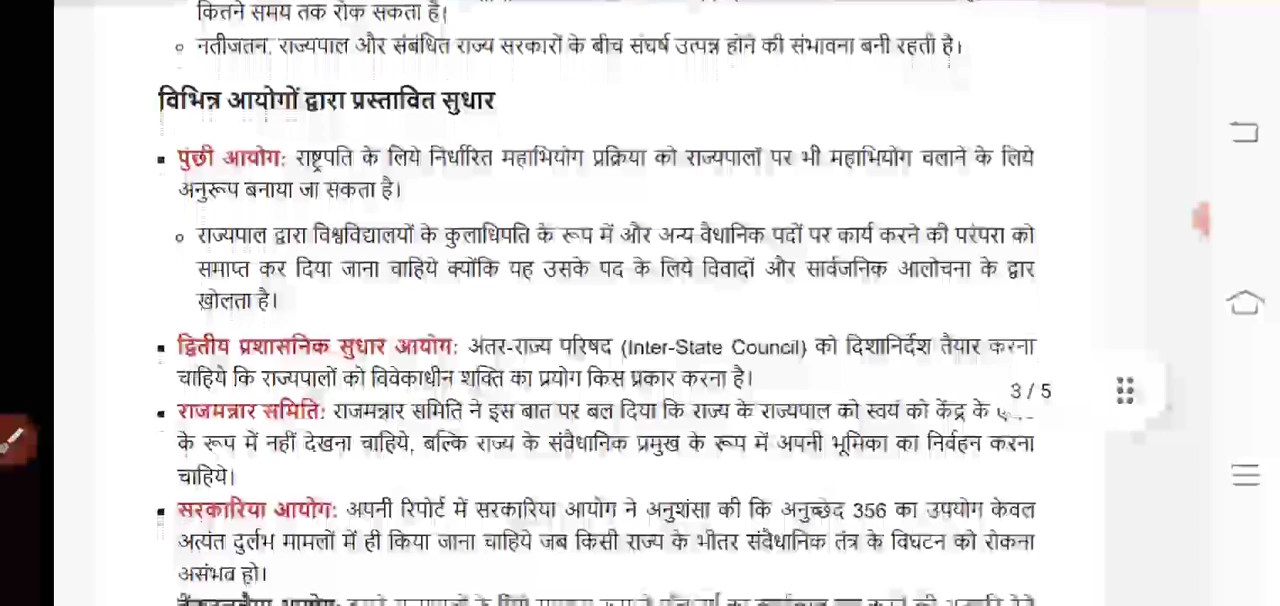 कितने समय तक रोक सकता है।
नतीजतन, राज्यपाल और संबंधित राज्य सरकारों के बीच संघर्ष उत्पन्न होने की संभावना बनी रहती है।
विभिन्न आयोगों द्वारा प्रस्तावित सुधार
पुंछी आयोग: राष्ट्रपति के लिये निर्धारित महाभियोग प्रक्रिया को राज्यपालों पर भी महाभियोग चलाने के लिये
अनुरूप बनाया जा सकता है।
राज्यपाल द्वारा विश्वविद्यालयों के कुलाधिपति के रूप में और अन्य वैधानिक पदों पर कार्य करने की परंपरा को
समाप्त कर दिया जाना चाहिये क्योंकि यह उसके पद के लिये विवादों और सार्वजनिक आलोचना के द्वार
खोलता है।
द्वितीय प्रशासनिक सुधार आयोग: अंतर-राज्य परिषद (Inter-State Council) को दिशानिर्देश तैयार करना
चाहिये कि राज्यपालों को विवेकाधीन शक्ति का प्रयोग किस प्रकार करना है।
3 / 5
राजमन्नार समिति: राजमन्नार समिति ने इस बात पर बल दिया कि राज्य के राज्यपाल को स्वयं को केंद्र के
के रूप में नहीं देखना चाहिये, बल्कि राज्य के संवैधानिक प्रमुख के रूप में अपनी भूमिका का निर्वहन करना
चाहिये।
सरकारिया आयोग: अपनी रिपोर्ट में सरकारिया आयोग ने अनुशंसा की कि अनुच्छेद 356 का उपयोग केवल
अत्यंत दुर्लभ मामलों में ही किया जाना चाहिये जब किसी राज्य के भीतर संवैधानिक तंत्र के विघटन को रोकना
असंभव हो।